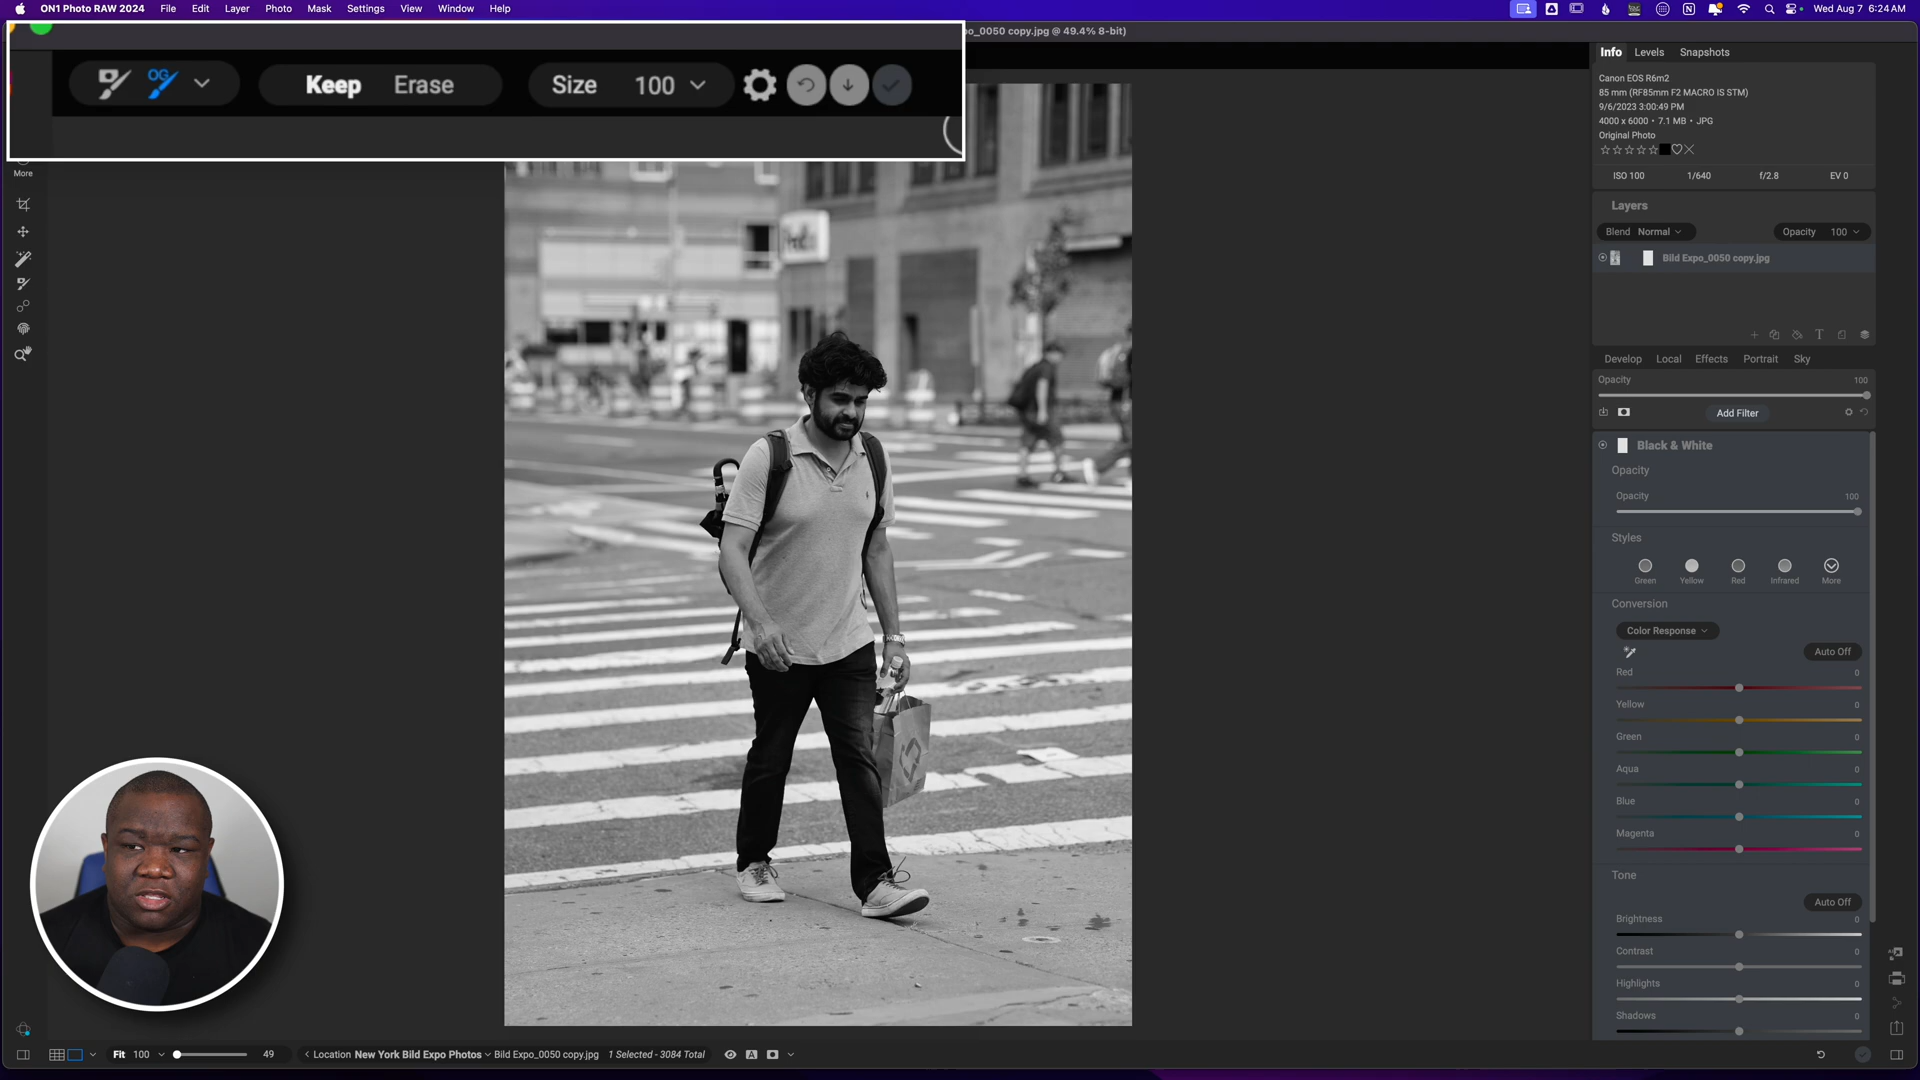 ON1 Photo RAW 2024 File Edit Layer Photo Mask Settings View Window Help
Wed Aug 7 6:24 AM
po_0050 copy.jpg @ 49.4% 8-bit)
Keep Erase Size 100
More
Info Levels Snapshots
Canon EOS R6m2
85 mm (RF85mm F2 MACRO IS STM)
9/6/2023 3:00:49 PM
4000 x 6000 • 7.1 MB • JPG
Original Photo
ISO 100 1/640 f/2.8 EV 0
Layers
Blend Normal Opacity 100
Bild Expo_0050 copy.jpg
Develop Local Effects Portrait Sky
Opacity 100
Add Filter
Black & White
Opacity
Opacity 100
Styles
Green Yellow Red Infrared More
Conversion
Color Response
Auto Off
Red 0
Yellow 0
Green 0
Aqua 0
Blue 0
Magenta 0
Tone
Auto Off
Brightness 0
Contrast 0
Highlights 0
Shadows 0
Fit 100 49 Location New York Bild Expo Photos Bild Expo_0050 copy.jpg 1 Selected - 3084 Total